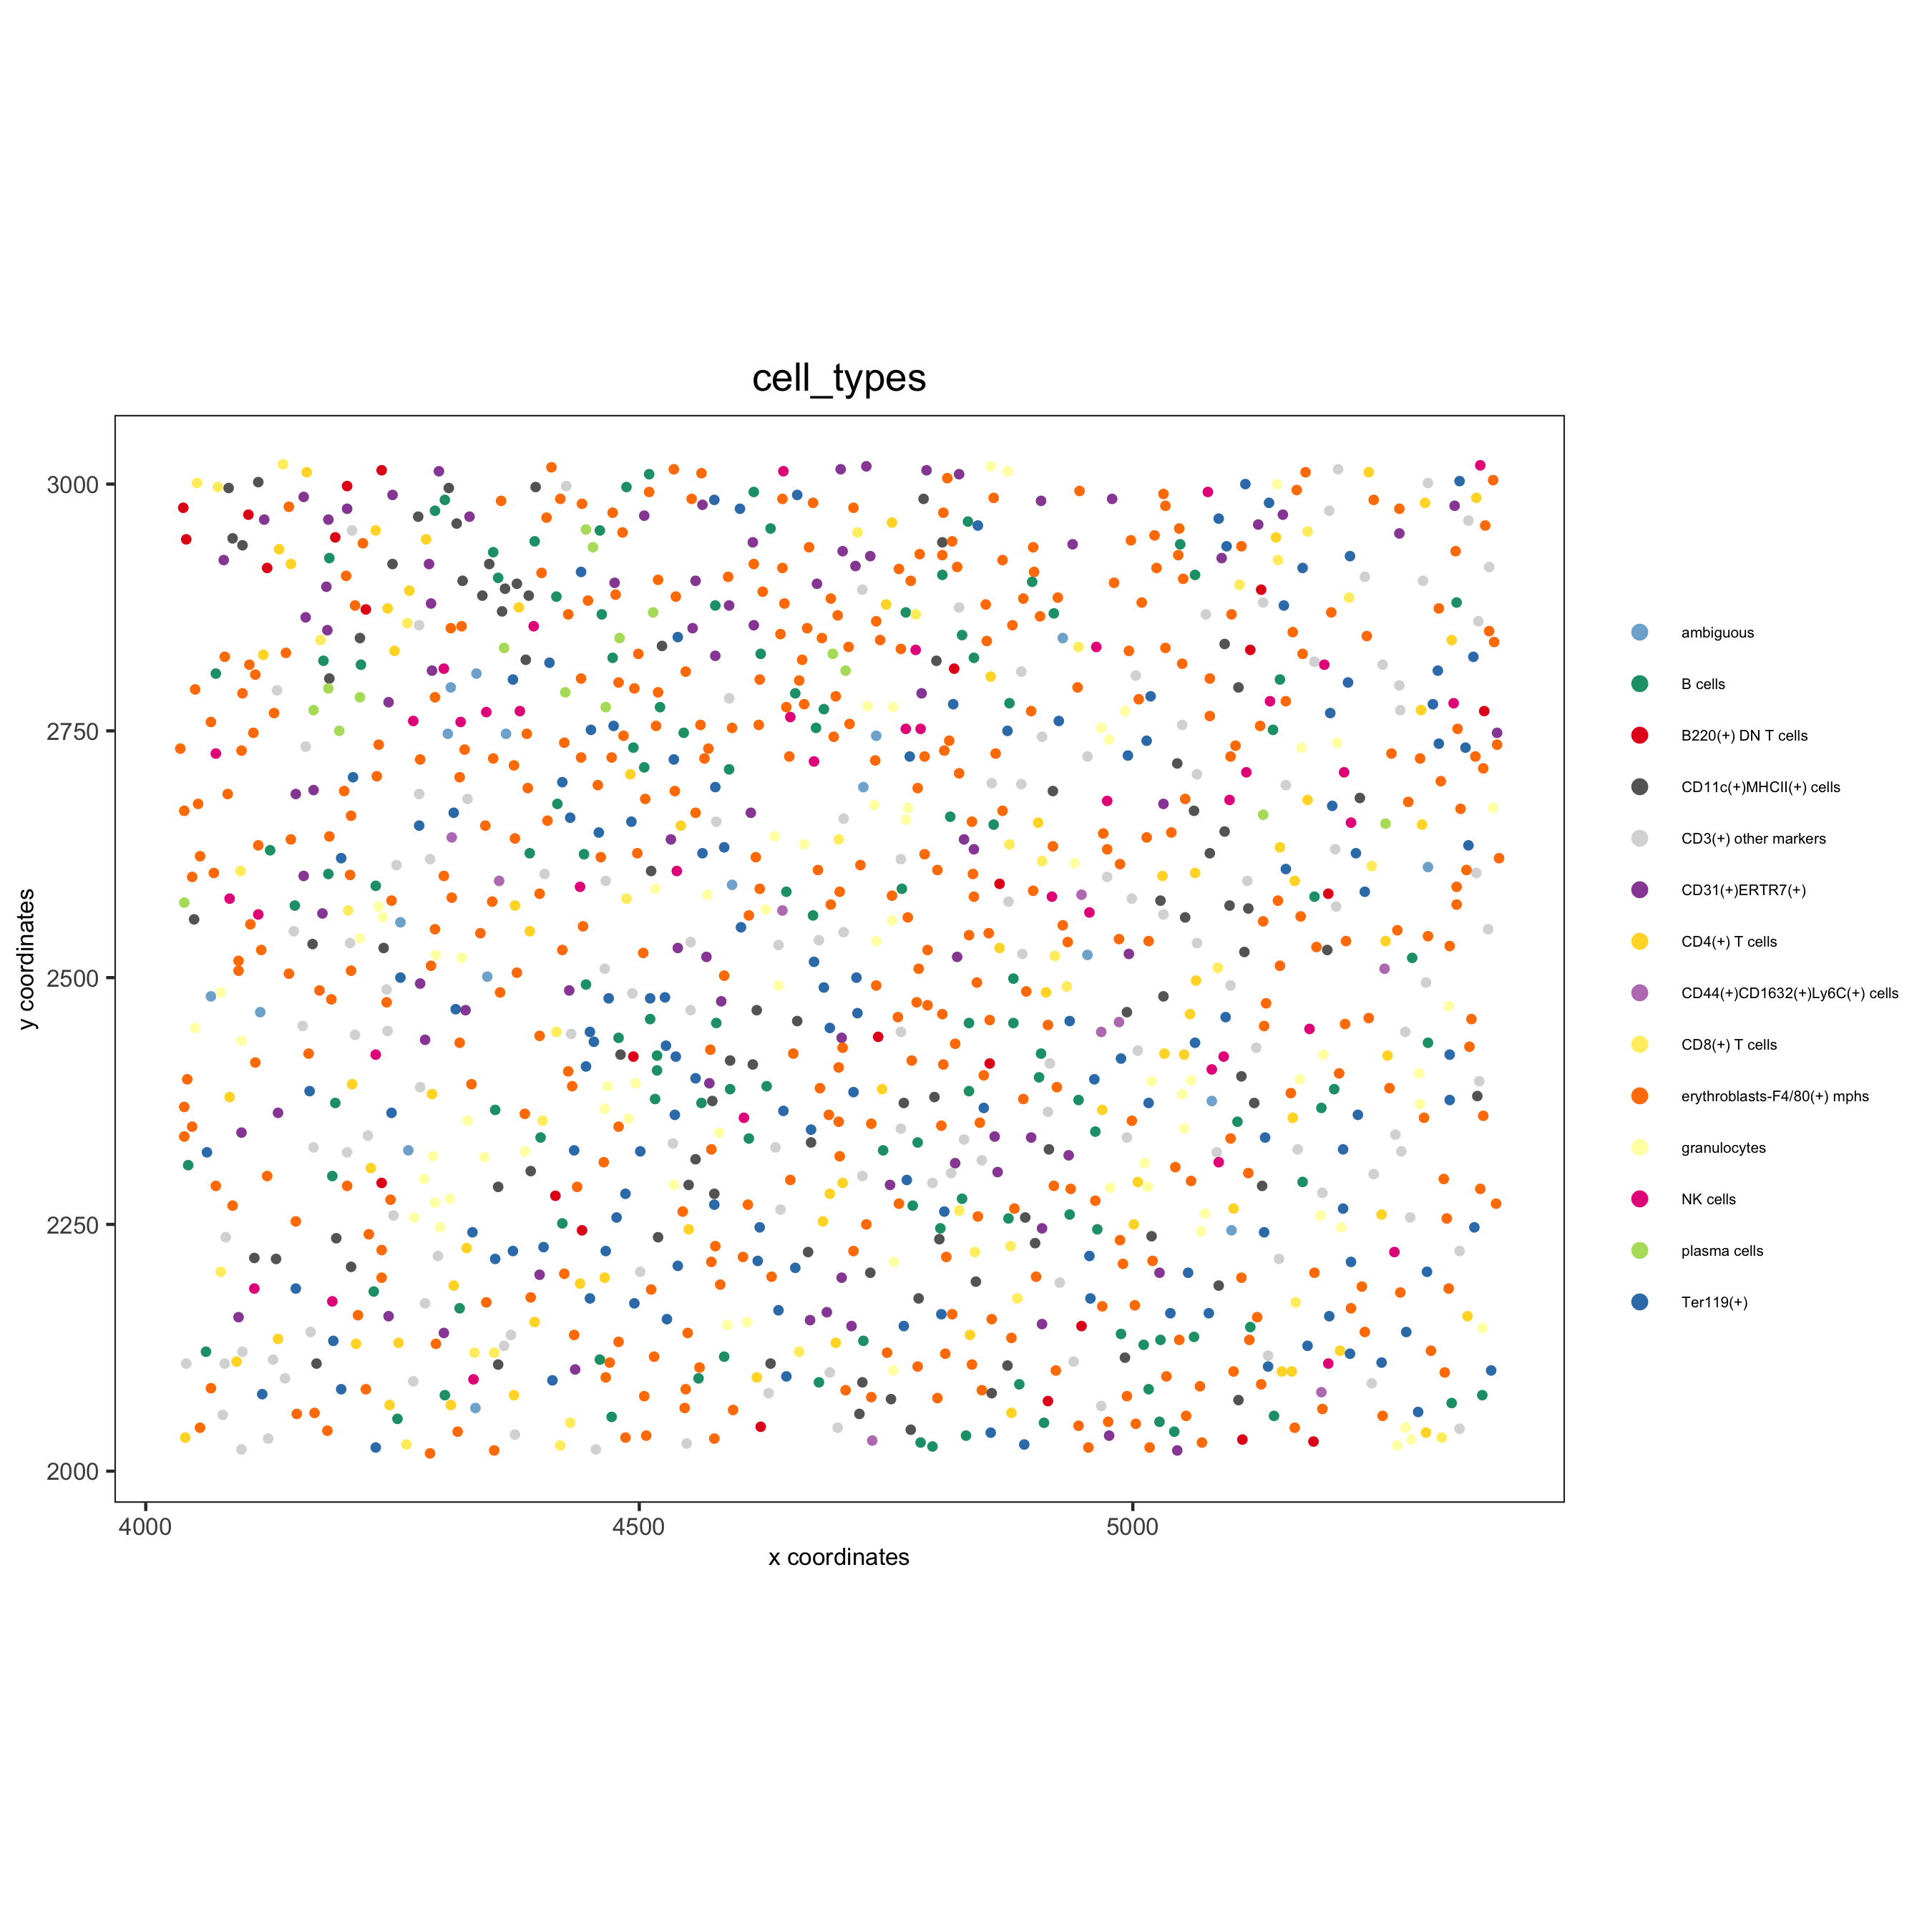 cell_types
3000
2750
2500
2250
2000
y coordinates
4000
4500
5000
x coordinates
ambiguous
B cells
B220(+) DN T cells
CD11c(+)MHCII(+) cells
CD3(+) other markers
CD31(+)ERTR7(+)
CD4(+) T cells
CD44(+)CD1632(+)Ly6C(+) cells
CD8(+) T cells
erythroblasts-F4/80(+) mphs
granulocytes
NK cells
plasma cells
Ter119(+)